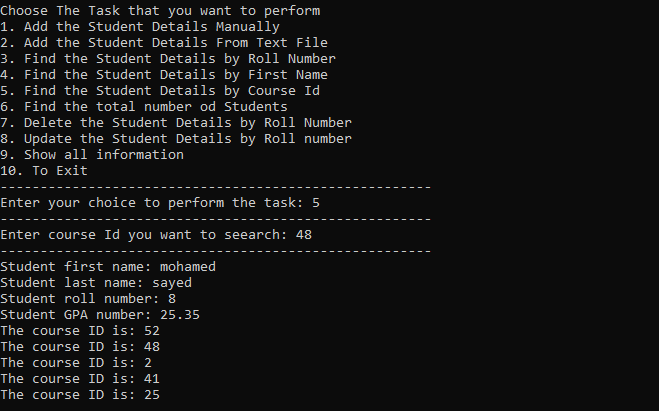 Choose The Task that you want to perform
1. Add the Student Details Manually
2. Add the Student Details From Text File
3. Find the Student Details by Roll Number
4. Find the Student Details by First Name
5. Find the Student Details by Course Id
6. Find the total number od Students
7. Delete the Student Details by Roll Number
8. Update the Student Details by Roll number
9. Show all information
10. To Exit
------------------------------------------------------
Enter your choice to perform the task: 5
------------------------------------------------------
Enter course Id you want to seearch: 48
------------------------------------------------------
Student first name: mohamed
Student last name: sayed
Student roll number: 8
Student GPA number: 25.35
The course ID is: 52
The course ID is: 48
The course ID is: 2
The course ID is: 41
The course ID is: 25